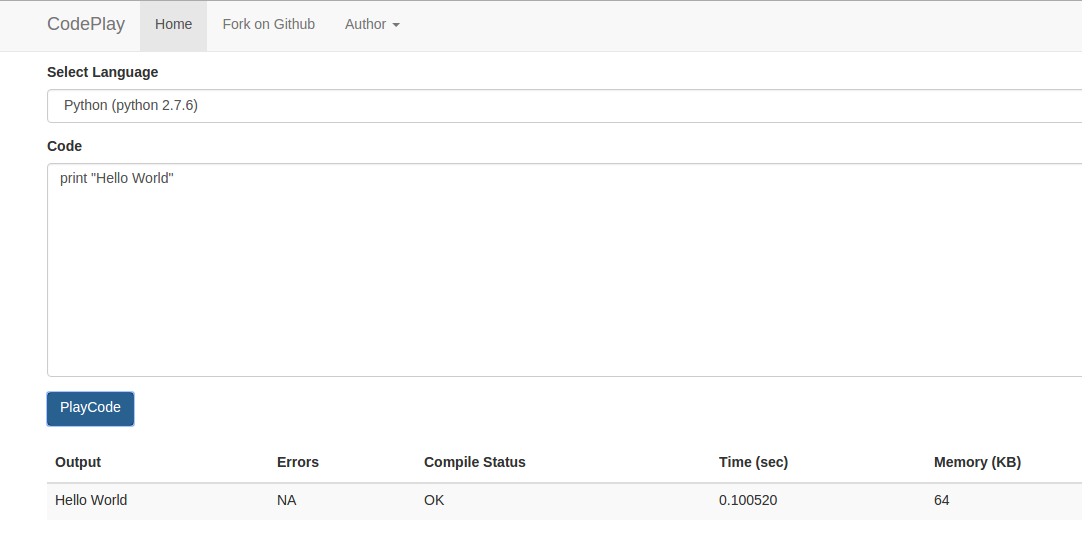 CodePlay Home Fork on Github Author
Select Language
Python (python 2.7.6)
Code
print "Hello World"
PlayCode
Output Errors Compile Status Time (sec) Memory (KB)
Hello World NA OK 0.100520 64